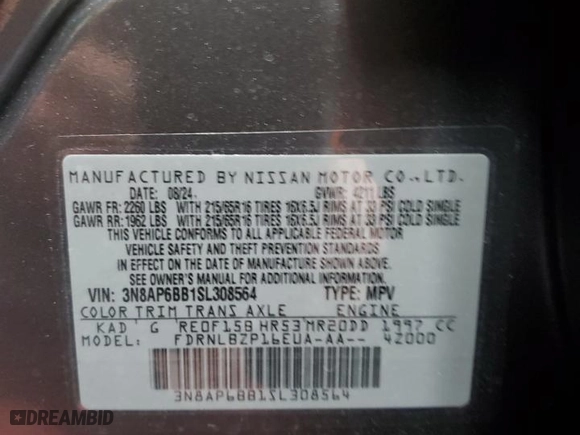 MANUFACTURED BY NISSAN MOTOR CO., LTD.
DATE: 08/24 GVWR: 4211 LBS
GAWR FR: 2260 LBS WITH 215/65R16 TIRES 16X6.5J RIMS AT 33 PSI COLD SINGLE
GAWR RR: 1962 LBS WITH 215/65R16 TIRES 16X6.5J RIMS AT 33 PSI COLD SINGLE
THIS VEHICLE CONFORMS TO ALL APPLICABLE FEDERAL MOTOR
VEHICLE SAFETY AND THEFT PREVENTION STANDARDS
IN EFFECT ON THE DATE OF MANUFACTURE SHOWN ABOVE.
SEE OWNER'S MANUAL FOR ADDITIONAL INFORMATION.
VIN: 3N8AP6BB1SL308564 TYPE: MPV
COLOR TRIM TRANS AXLE ENGINE
KAD G RE0F15B HR53 MR20DD 1997 CC
MODEL: FDRNLBZP16EUA-AA-- 42000
3N8AP6BB1SL308564
DREAMBID